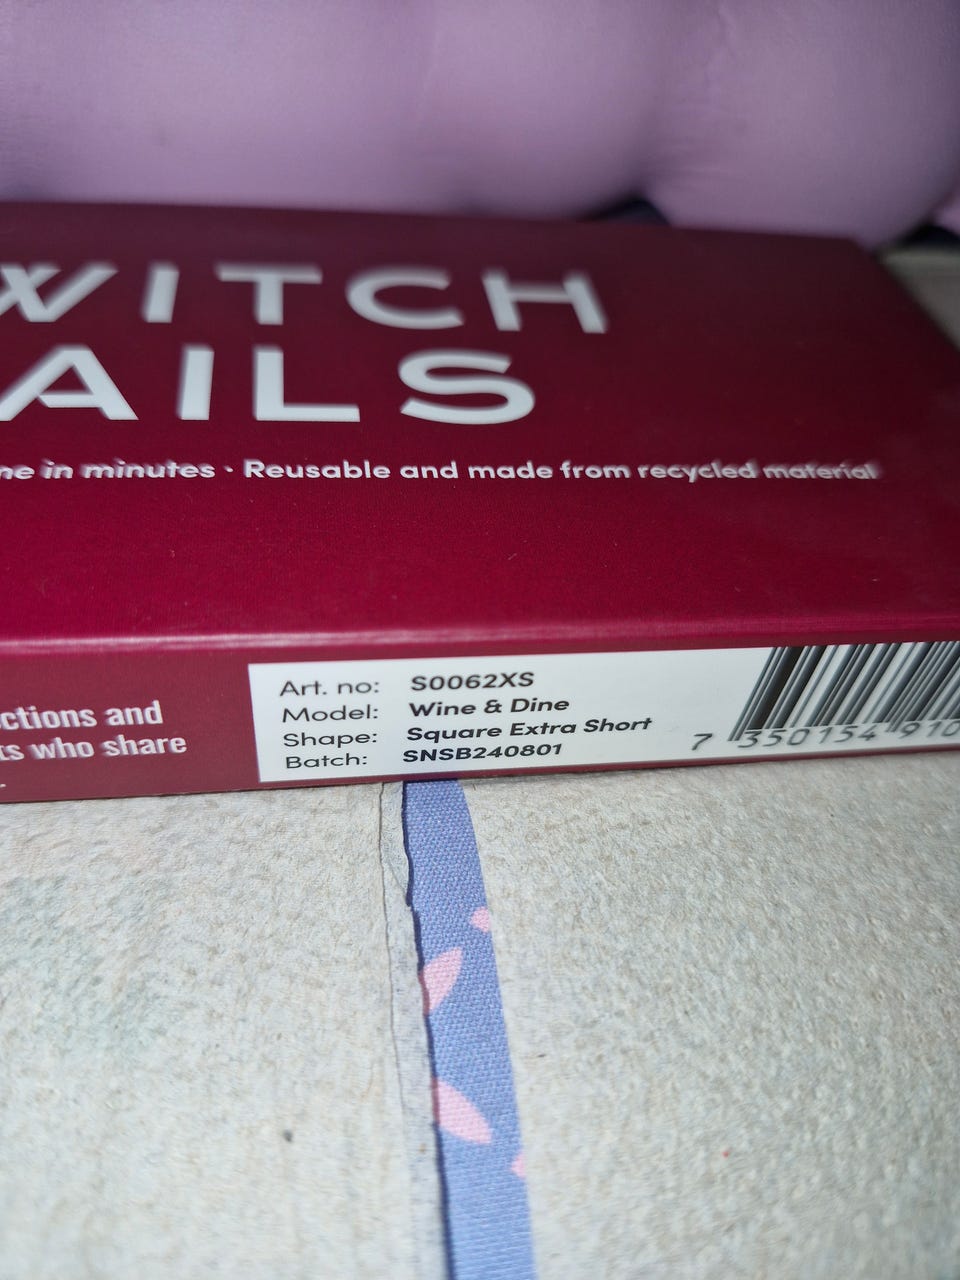 WITCH
AILS
ne in minutes · Reusable and made from recycled material
ctions and
ts who share
Art. no: S0062XS
Model: Wine & Dine
Shape: Square Extra Short
Batch: SNSB240801
7 350154 910